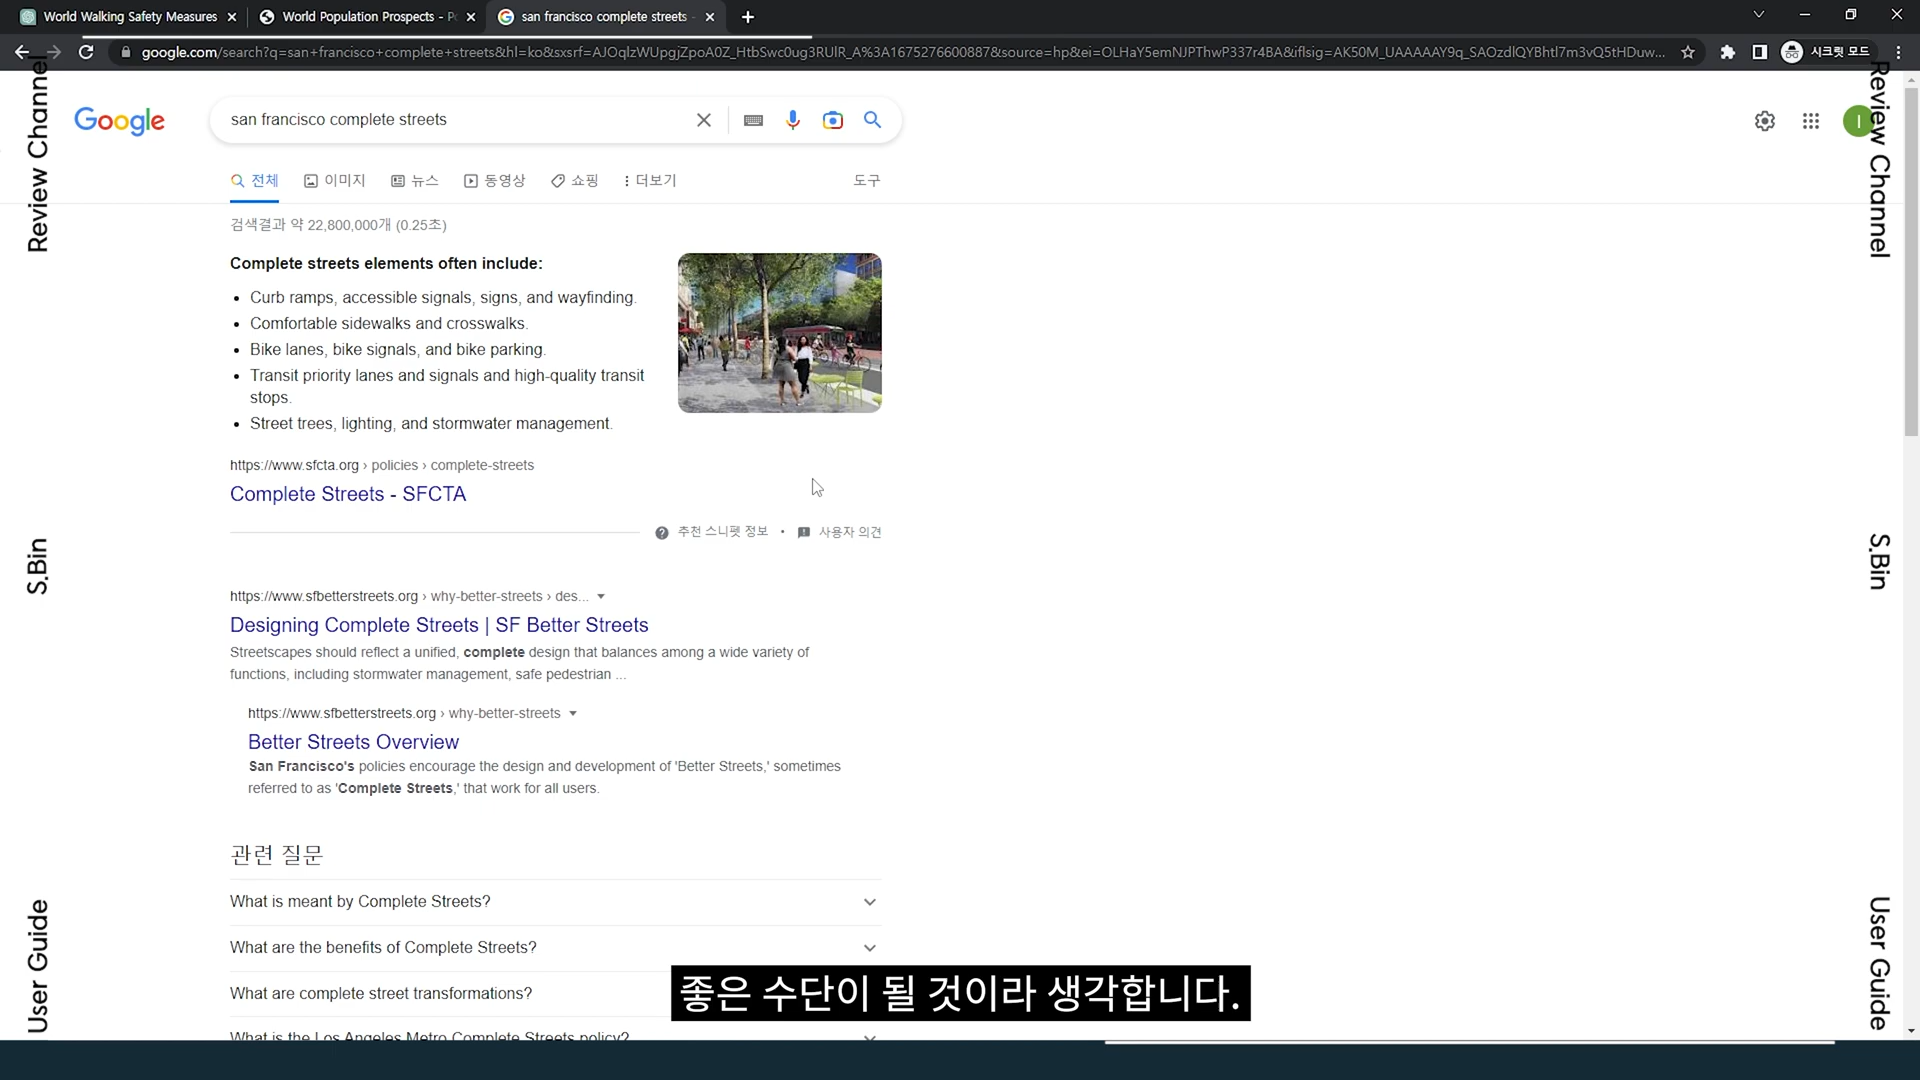 World Walking Safety Measures
World Population Prospects - Po
san francisco complete streets -
google.com/search?q=san+francisco+complete+streets&hl=ko&sxsrf=AJOqlzWUpgjZpoA0Z_HtbSwc0ug3RUlR_A%3A1675276600887&source=hp&ei=OLHaY5emNJPThwP337r4BA&iflsig=AK50M_UAAAAAY9q_SAOzdlQYBhtl7m3vQ5tHDuw...
시크릿 모드
Review Channel
Review Channel
Google
san francisco complete streets
I
전체 이미지 뉴스 동영상 쇼핑 더보기 도구
검색결과 약 22,800,000개 (0.25초)
Complete streets elements often include:
• Curb ramps, accessible signals, signs, and wayfinding.
• Comfortable sidewalks and crosswalks.
• Bike lanes, bike signals, and bike parking.
• Transit priority lanes and signals and high-quality transit
stops.
• Street trees, lighting, and stormwater management.
https://www.sfcta.org › policies › complete-streets
Complete Streets - SFCTA
추천 스니펫 정보 • 사용자 의견
S.Bin
S.Bin
https://www.sfbetterstreets.org › why-better-streets › des...
Designing Complete Streets | SF Better Streets
Streetscapes should reflect a unified, complete design that balances among a wide variety of
functions, including stormwater management, safe pedestrian ...
https://www.sfbetterstreets.org › why-better-streets
Better Streets Overview
San Francisco's policies encourage the design and development of 'Better Streets,' sometimes
referred to as 'Complete Streets,' that work for all users.
관련 질문
What is meant by Complete Streets?
What are the benefits of Complete Streets?
What are complete street transformations?
What is the Los Angeles Metro Complete Streets policy?
User Guide
User Guide
좋은 수단이 될 것이라 생각합니다.